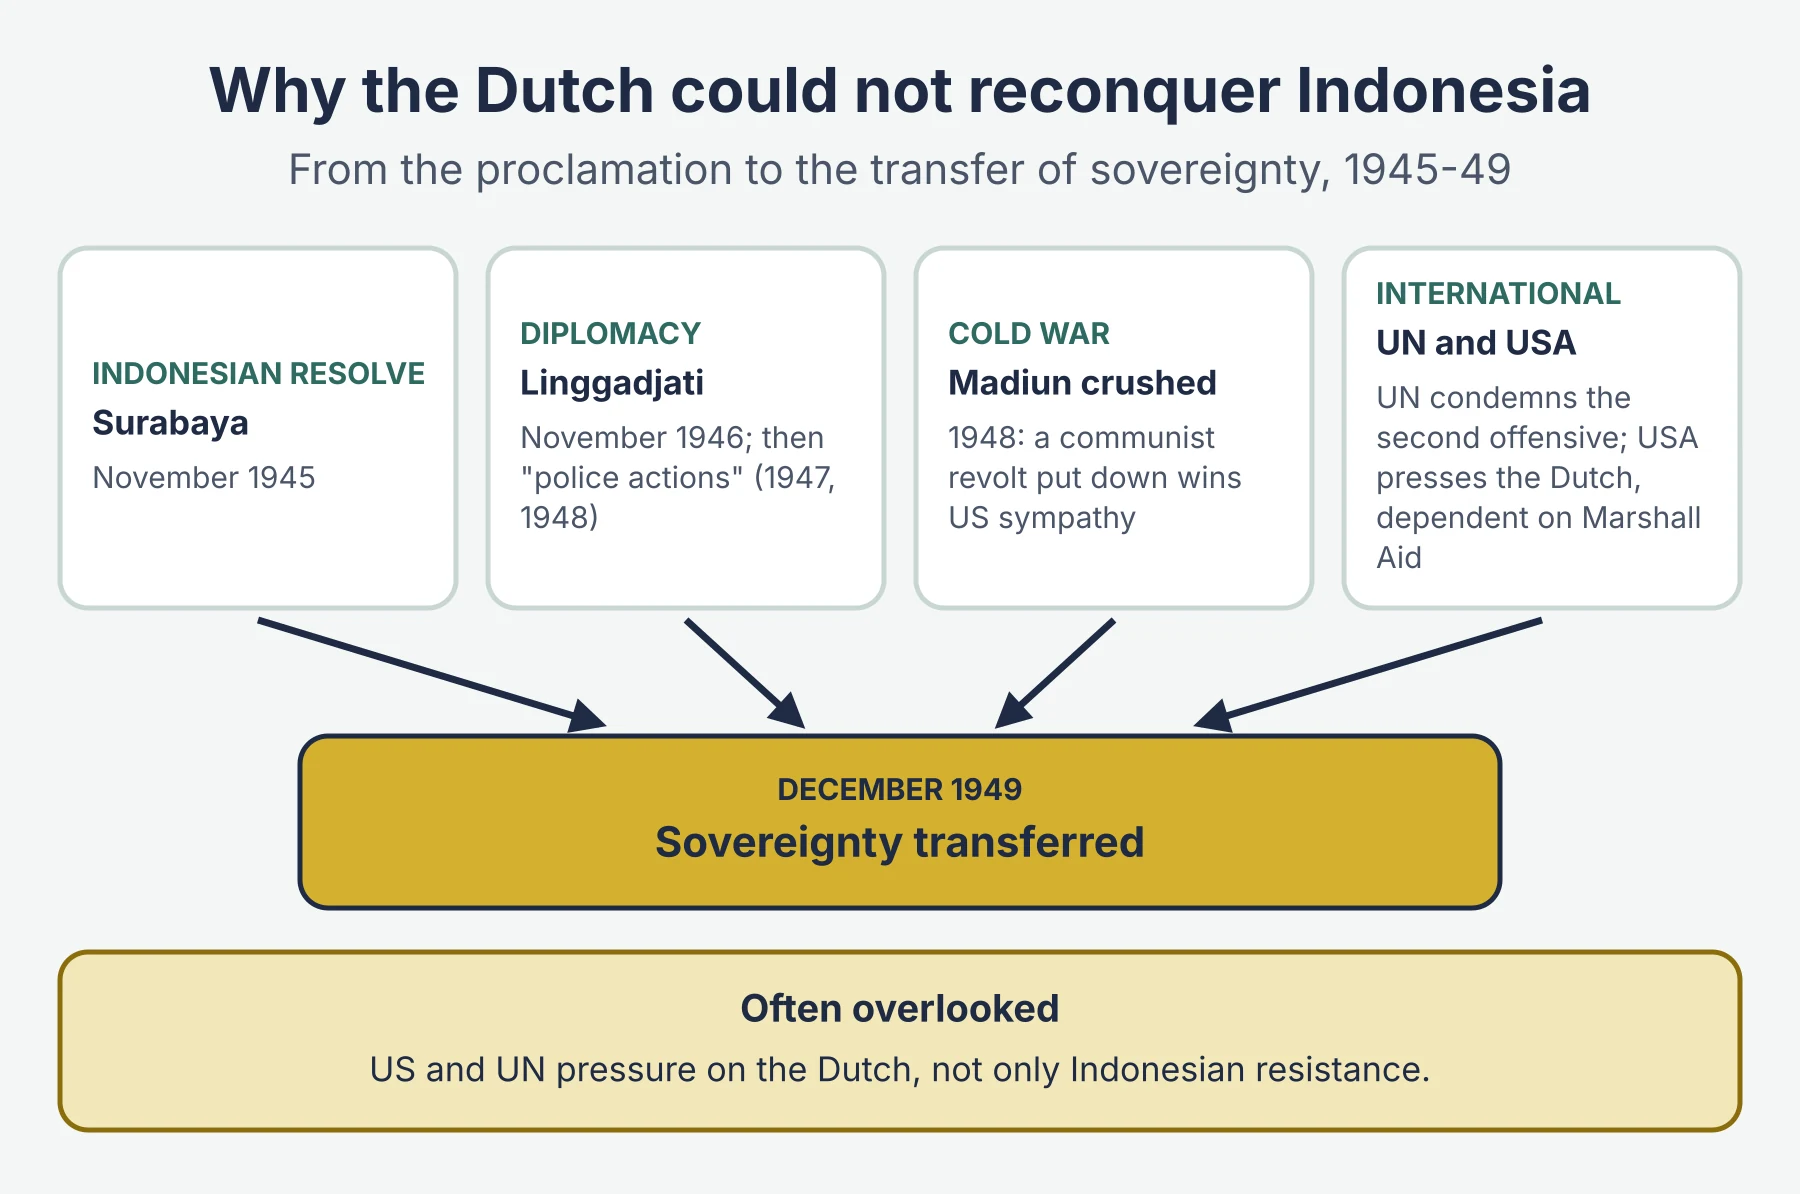 Why the Dutch could not reconquer Indonesia
From the proclamation to the transfer of sovereignty, 1945-49
INDONESIAN RESOLVE
Surabaya
November 1945
DIPLOMACY
Linggadjati
November 1946; then
"police actions" (1947,
1948)
COLD WAR
Madiun crushed
1948: a communist
revolt put down wins
US sympathy
INTERNATIONAL
UN and USA
UN condemns the
second offensive; USA
presses the Dutch,
dependent on Marshall
Aid
DECEMBER 1949
Sovereignty transferred
Often overlooked
US and UN pressure on the Dutch, not only Indonesian resistance.